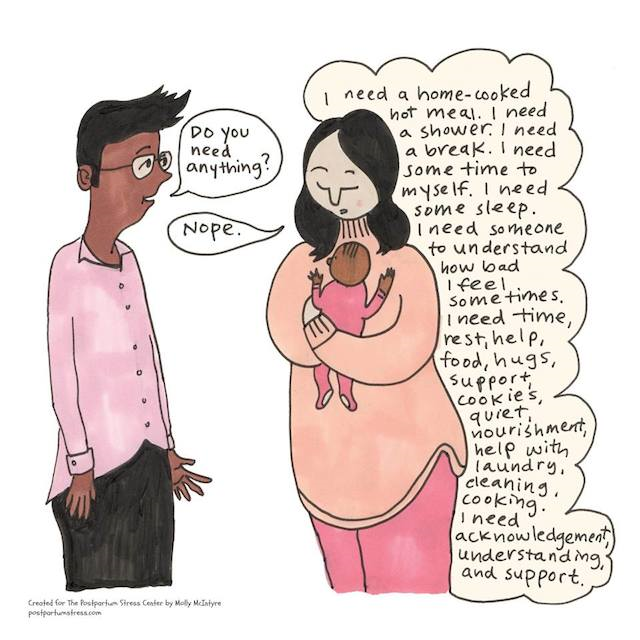 Do you
need
anything?
Nope.
I need a home-cooked
hot meal. I need
a shower. I need
a break. I need
some time to
myself. I need
some sleep.
I need someone
to understand
how bad
I feel
sometimes.
I need time,
rest, help,
food, hugs,
support,
cookies,
quiet,
nourishment,
help with
laundry,
cleaning,
cooking.
I need
acknowledgement,
understanding,
and support.
Created for The Postpartum Stress Center by Molly McIntyre
postpartumstress.com